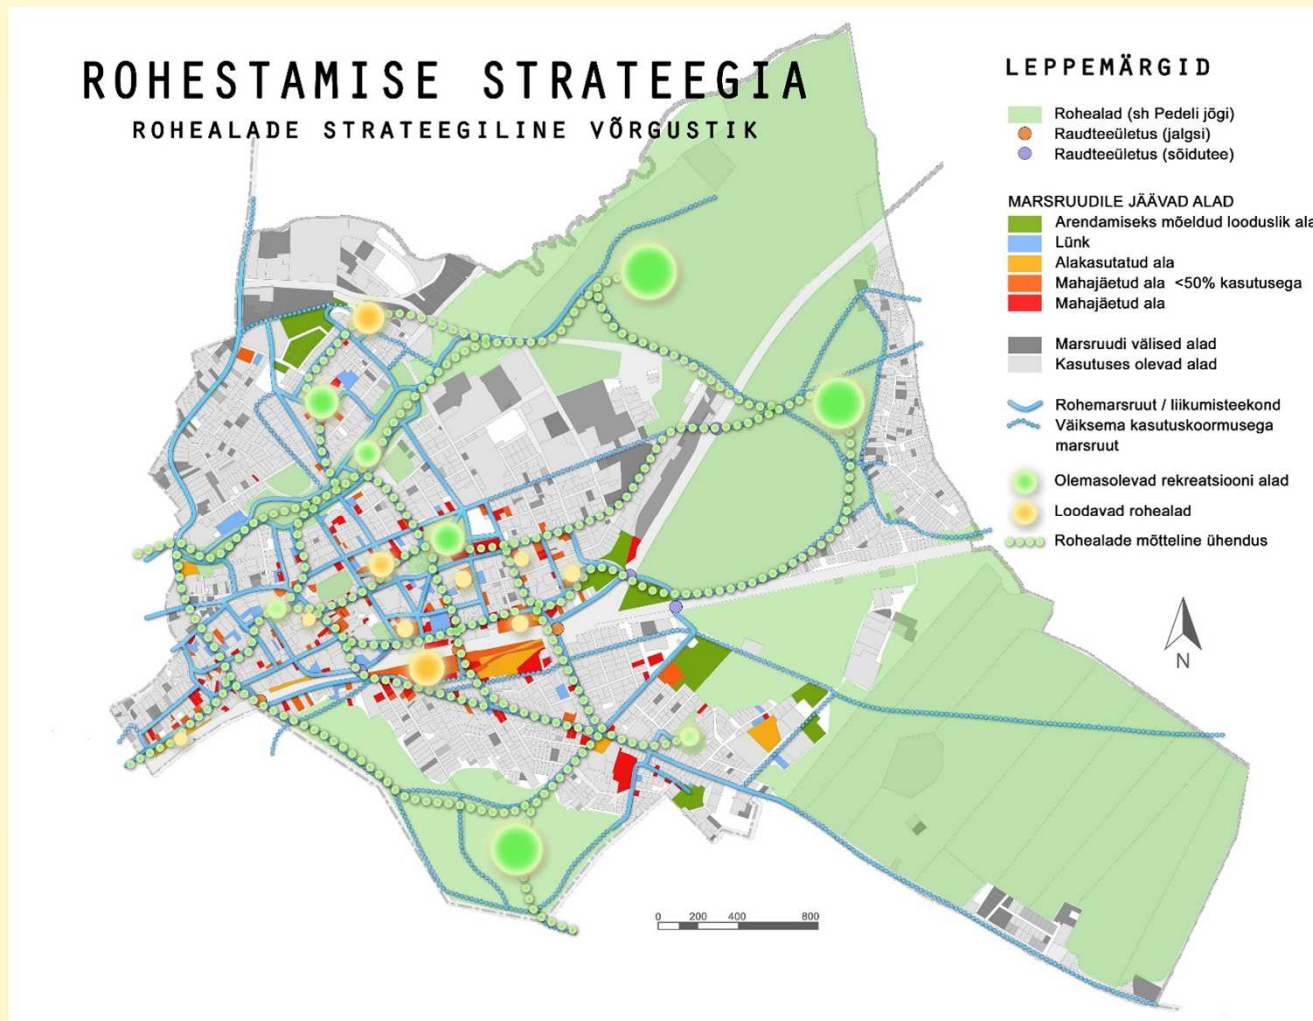 ROHESTAMISE STRATEEGIA
ROHEALADE STRATEEGILINE VÕRGUSTIK
LEPPEMÄRGID
Rohealad (sh Pedeli jõgi)
Raudteeületus (jalgsi)
Raudteeületus (sõidutee)
MARSRUUDILE JÄÄVAD ALAD
Arendamiseks mõeldud looduslik ala
Lünk
Alakasutatud ala
Mahajäetud ala <50% kasutusega
Mahajäetud ala
Marsruudi välised alad
Kasutuses olevad alad
Rohemarsruut / liikumisteekond
Väiksema kasutuskoormusega
marsruut
Olemasolevad rekreatsiooni alad
Loodavad rohealad
Rohealade mõtteline ühendus
N
0 200 400 800